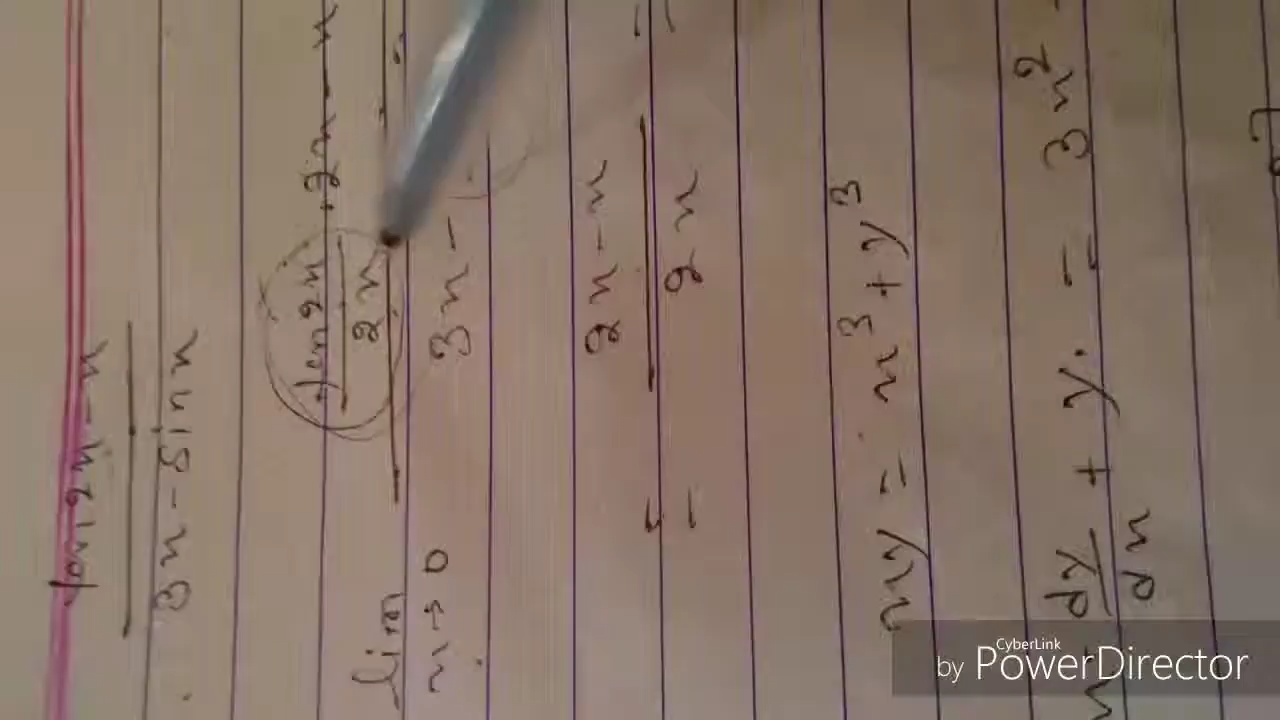 tan2x - x
3x - sinx
tan2x . 2x - x
2x
lim
x→0
3x -
2x - x
2x
=
=
xy = x³ + y³
x dy + y. = 3x²
dx
CyberLink
by PowerDirector